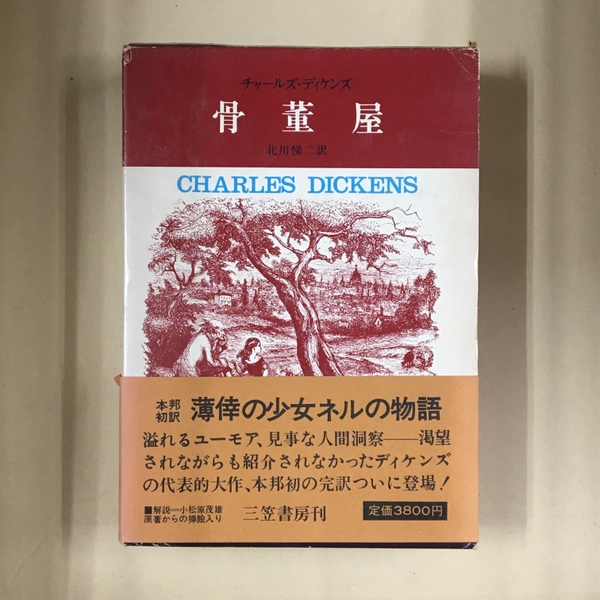 チャールズ・ディケンズ
骨董屋
北川悌二訳
CHARLES DICKENS
本邦初訳 薄倖の少女ネルの物語
溢れるユーモア、見事な人間洞察――渇望
されながらも紹介されなかったディケンズ
の代表的大作、本邦初の完訳ついに登場!
■解説―小松原茂雄
原著からの挿絵入り
三笠書房刊
定価3800円